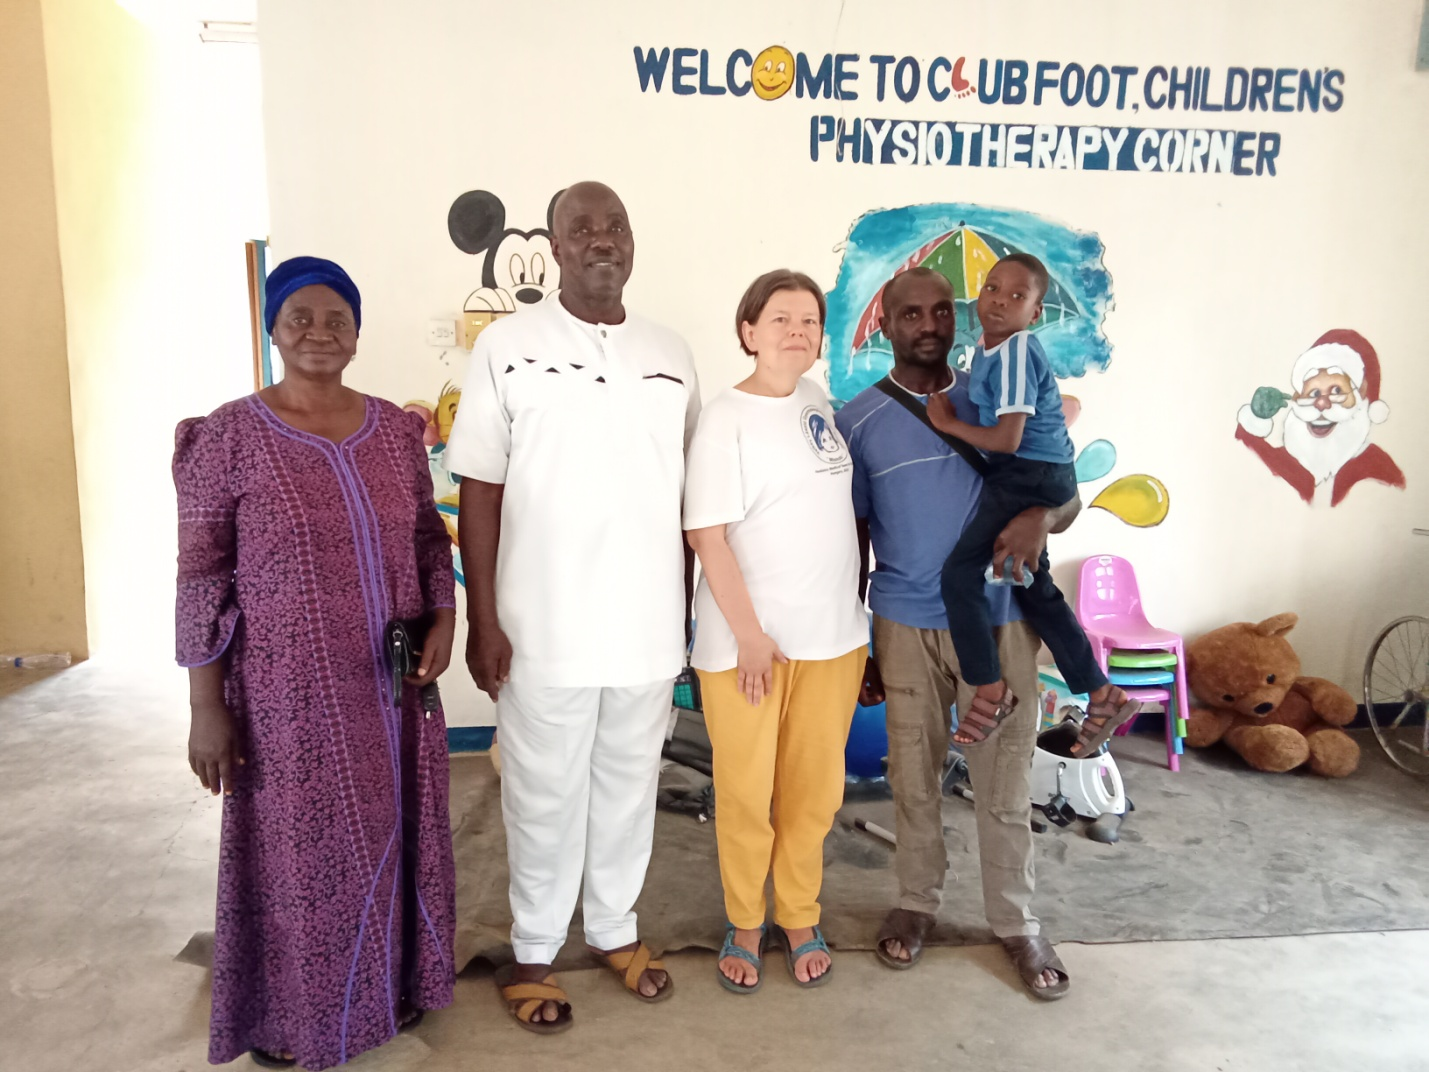 WELCOME TO CLUB FOOT, CHILDREN'S
PHYSIOTHERAPY CORNER